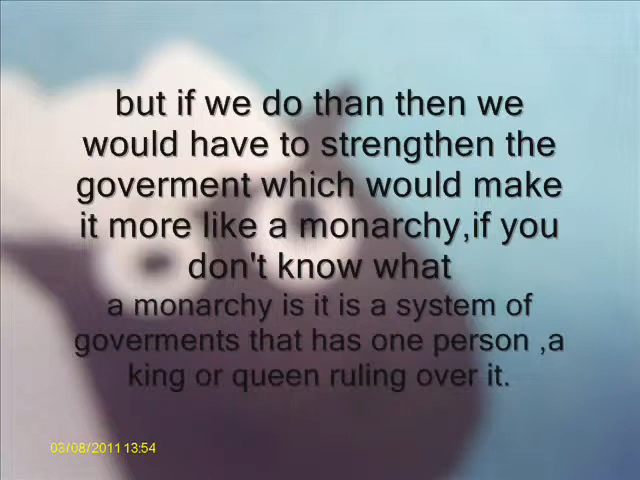 but if we do than then we
would have to strengthen the
goverment which would make
it more like a monarchy,if you
don't know what
a monarchy is it is a system of
goverments that has one person ,a
king or queen ruling over it.
03/08/2011 13:54